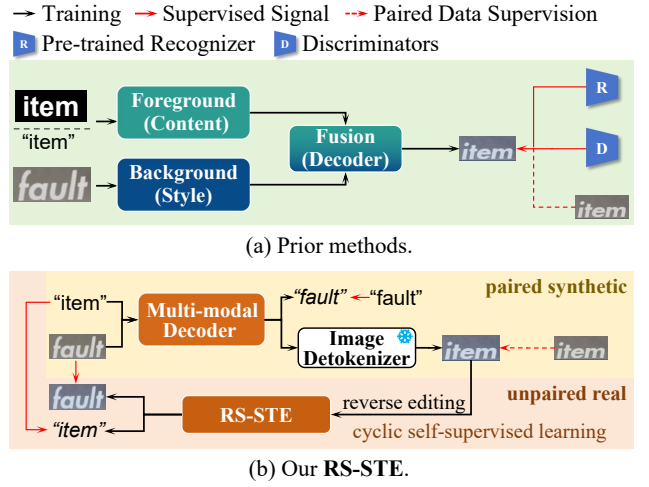 Training Supervised Signal Paired Data Supervision
R Pre-trained Recognizer D Discriminators
item
“item”
fault
Foreground
(Content)
Background
(Style)
Fusion
(Decoder)
item
R
D
item
(a) Prior methods.
“item”
fault
Multi-modal
Decoder
“fault” “fault”
paired synthetic
Image
Detokenizer
item
item
unpaired real
fault
“item”
RS-STE
reverse editing
cyclic self-supervised learning
(b) Our RS-STE.